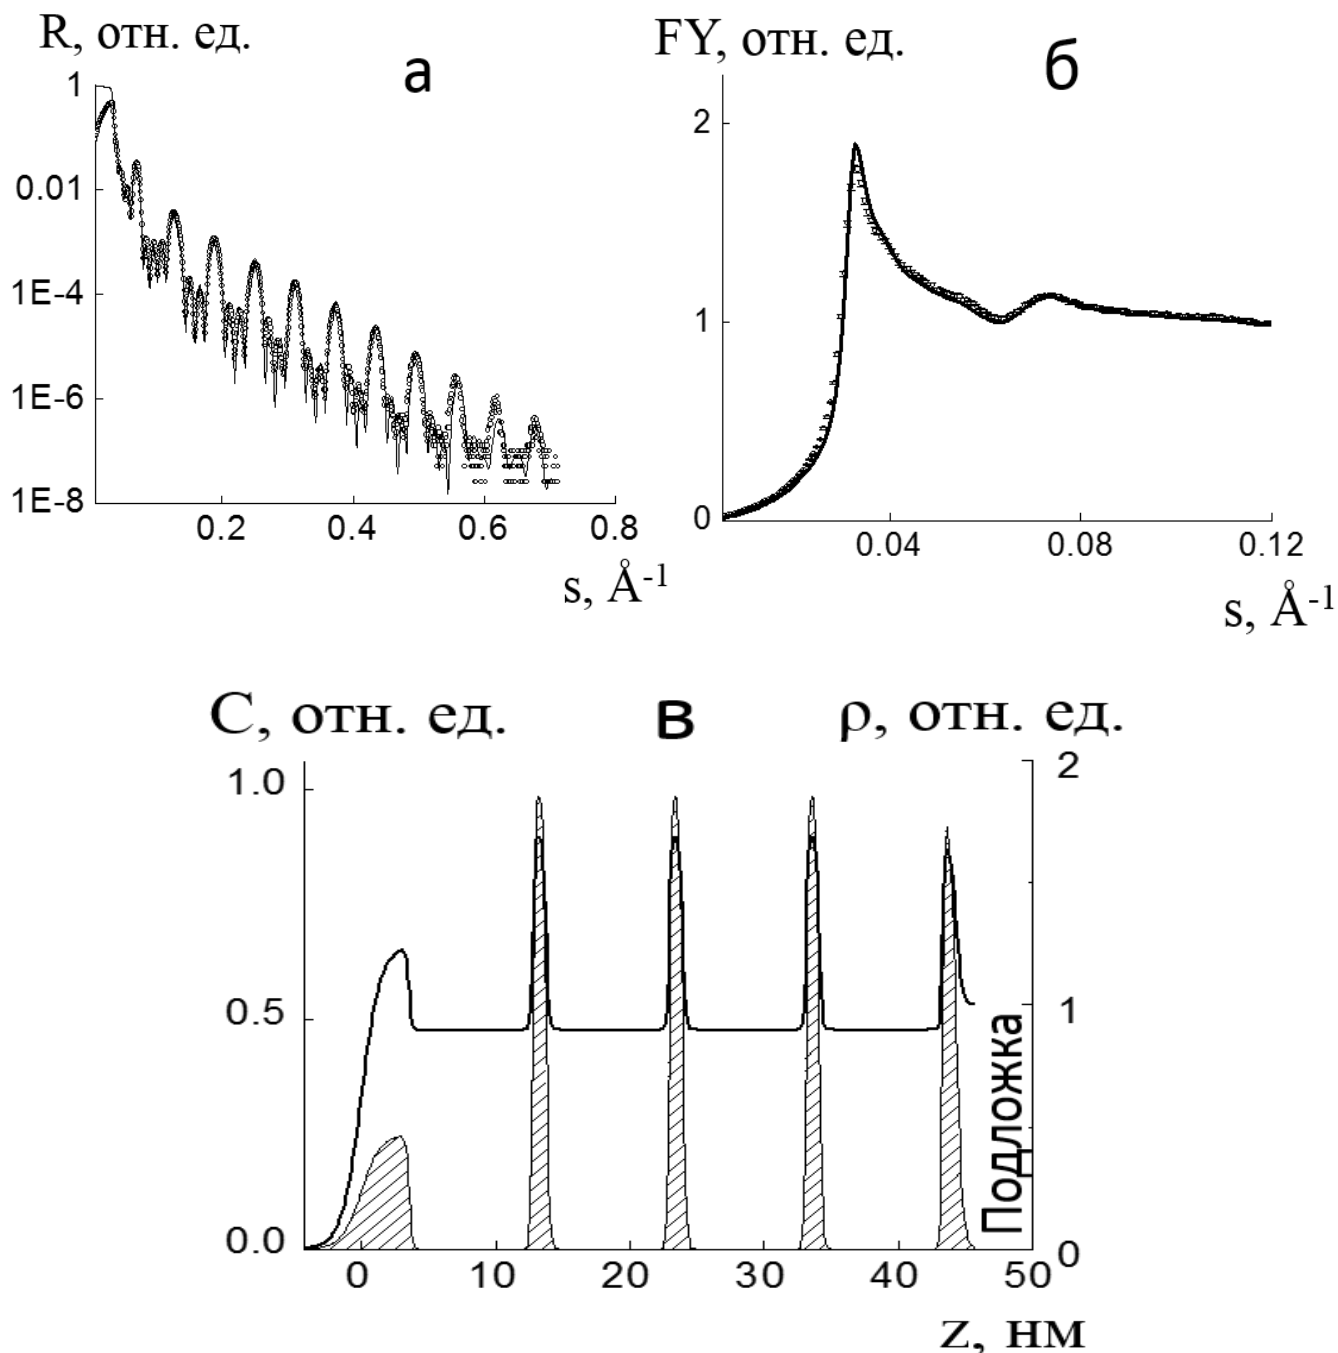 R, отн. ед.
а
1
0.01
1E-4
1E-6
1E-8
0.2
0.4
0.6
0.8
s, Å-1
FY, отн. ед.
б
2
1
0
0.04
0.08
0.12
s, Å-1
C, отн. ед.
в
ρ, отн. ед.
1.0
0.5
0.0
2
1
0
Подложка
0
10
20
30
40
50
z, нм